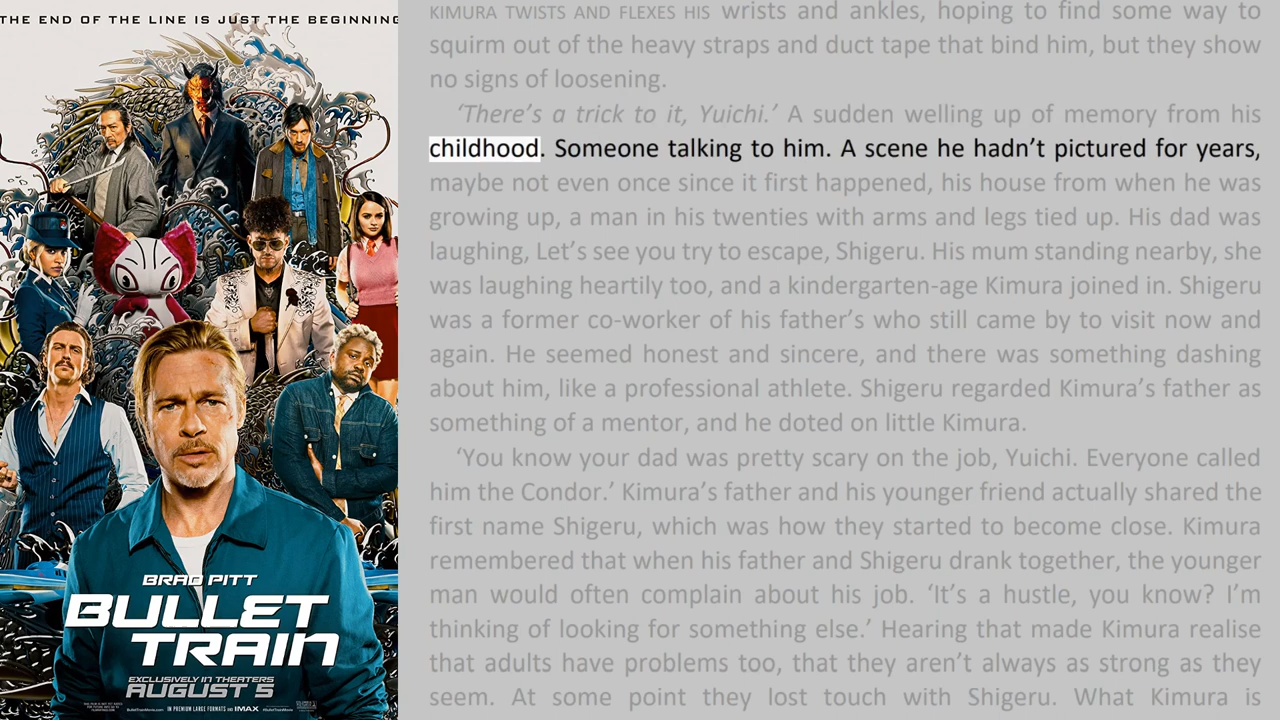 THE END OF THE LINE IS JUST THE BEGINNING
BRAD PITT
BULLET
TRAIN
EXCLUSIVELY IN THEATERS
AUGUST 5
IN PREMIUM LARGE FORMATS AND IMAX
KIMURA TWISTS AND FLEXES HIS wrists and ankles, hoping to find some way to
squirm out of the heavy straps and duct tape that bind him, but they show
no signs of loosening.
‘There’s a trick to it, Yuichi.’ A sudden welling up of memory from his
childhood. Someone talking to him. A scene he hadn’t pictured for years,
maybe not even once since it first happened, his house from when he was
growing up, a man in his twenties with arms and legs tied up. His dad was
laughing, Let’s see you try to escape, Shigeru. His mum standing nearby, she
was laughing heartily too, and a kindergarten-age Kimura joined in. Shigeru
was a former co-worker of his father’s who still came by to visit now and
again. He seemed honest and sincere, and there was something dashing
about him, like a professional athlete. Shigeru regarded Kimura’s father as
something of a mentor, and he doted on little Kimura.
‘You know your dad was pretty scary on the job, Yuichi. Everyone called
him the Condor.’ Kimura’s father and his younger friend actually shared the
first name Shigeru, which was how they started to become close. Kimura
remembered that when his father and Shigeru drank together, the younger
man would often complain about his job. ‘It’s a hustle, you know? I’m
thinking of looking for something else.’ Hearing that made Kimura realise
that adults have problems too, that they aren’t always as strong as they
seem. At some point they lost touch with Shigeru. What Kimura is